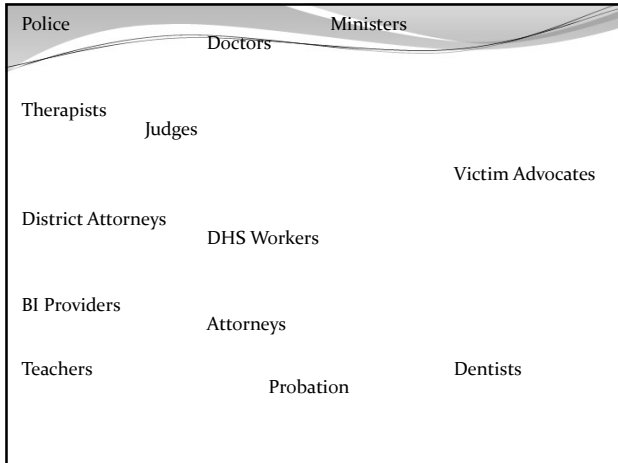 Police
Ministers
Doctors
Therapists
Judges
Victim Advocates
District Attorneys
DHS Workers
BI Providers
Attorneys
Teachers
Dentists
Probation